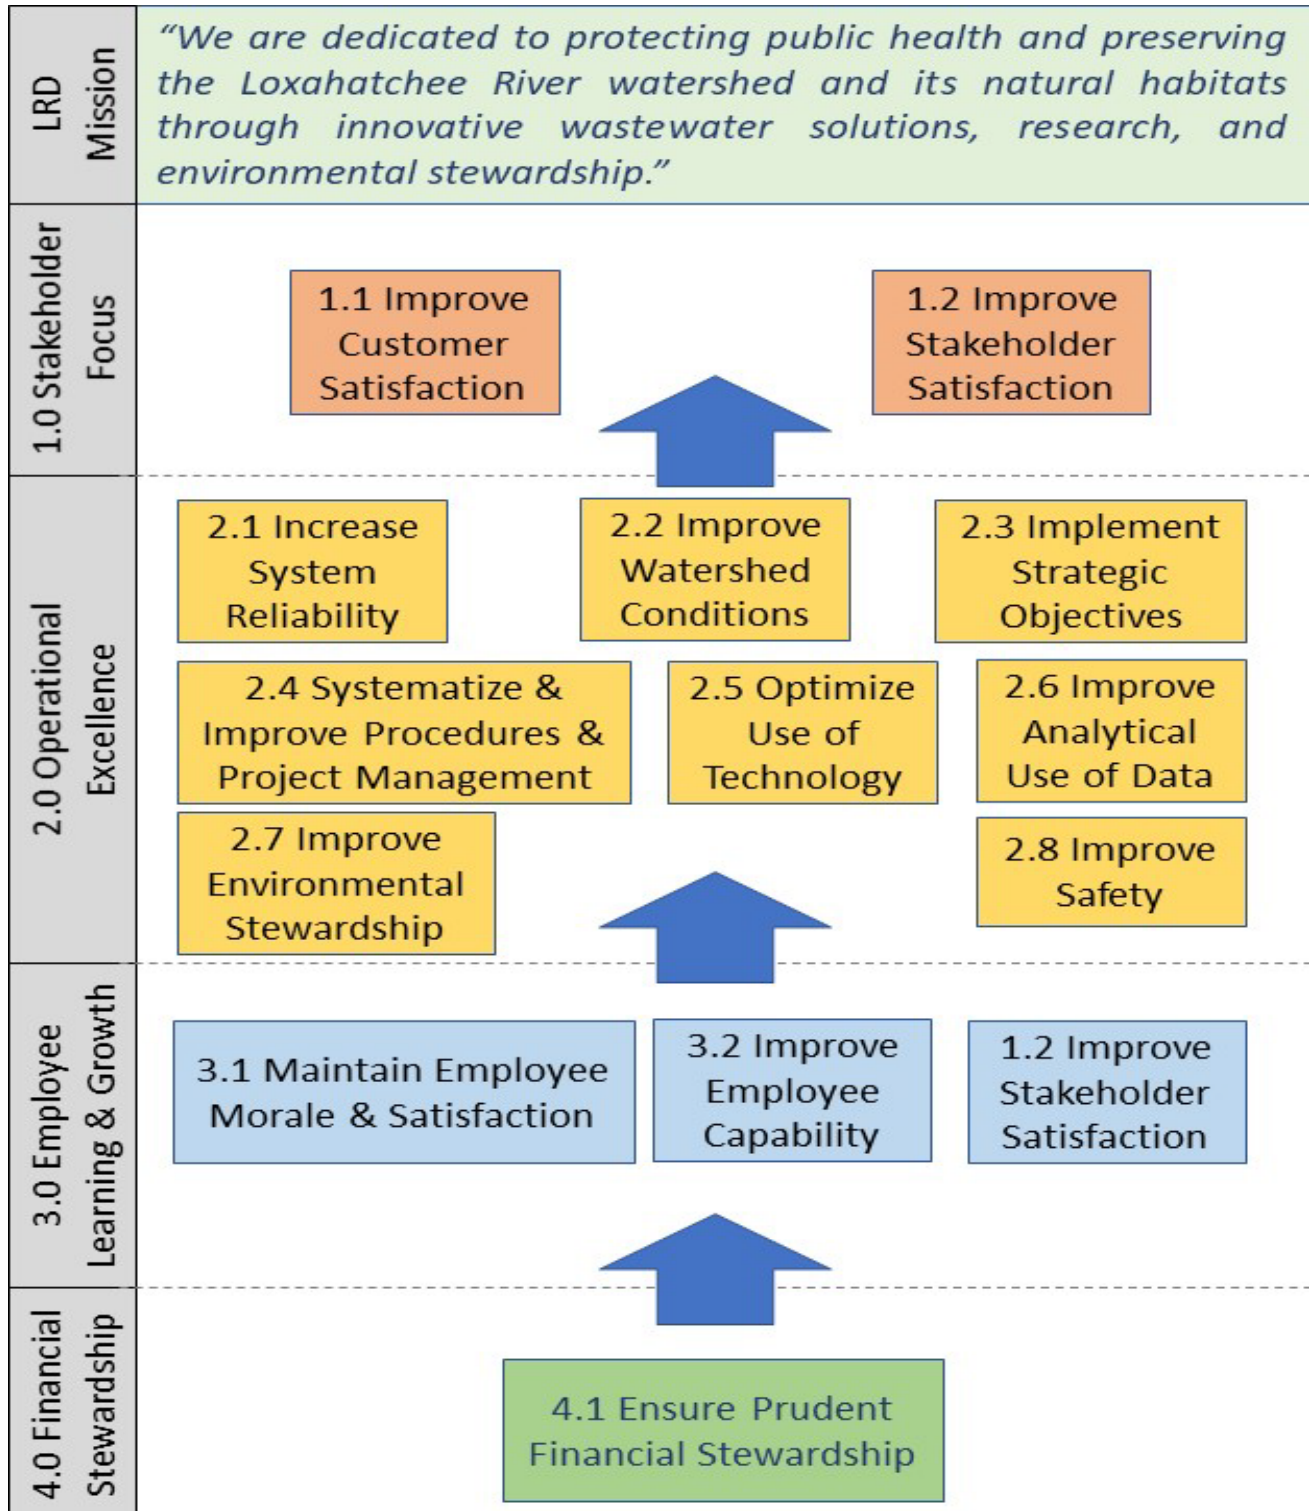 LRD
Mission
“We are dedicated to protecting public health and preserving
the Loxahatchee River watershed and its natural habitats
through innovative wastewater solutions, research, and
environmental stewardship.”
1.0 Stakeholder
Focus
1.1 Improve
Customer
Satisfaction
1.2 Improve
Stakeholder
Satisfaction
2.0 Operational
Excellence
2.1 Increase
System
Reliability
2.2 Improve
Watershed
Conditions
2.3 Implement
Strategic
Objectives
2.4 Systematize &
Improve Procedures &
Project Management
2.5 Optimize
Use of
Technology
2.6 Improve
Analytical
Use of Data
2.7 Improve
Environmental
Stewardship
2.8 Improve
Safety
3.0 Employee
Learning & Growth
3.1 Maintain Employee
Morale & Satisfaction
3.2 Improve
Employee
Capability
1.2 Improve
Stakeholder
Satisfaction
4.0 Financial
Stewardship
4.1 Ensure Prudent
Financial Stewardship